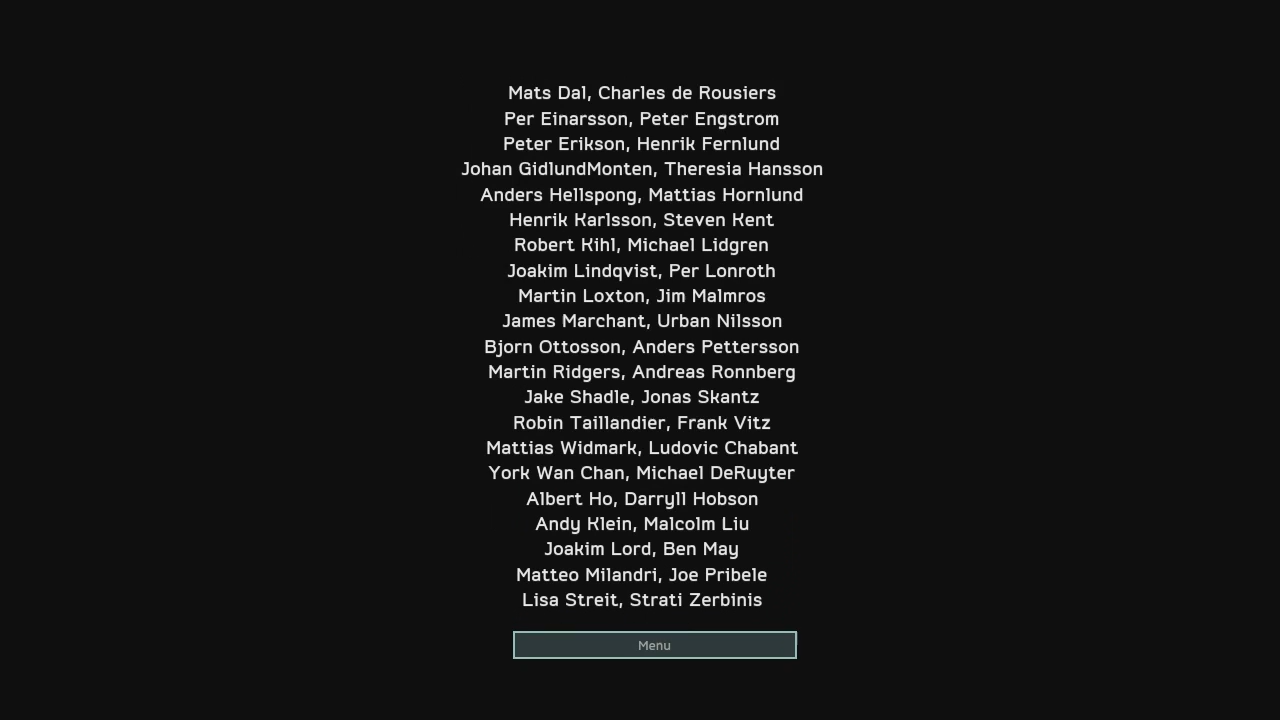 Mats Dal, Charles de Rousiers
Per Einarsson, Peter Engstrom
Peter Erikson, Henrik Fernlund
Johan GidlundMonten, Theresia Hansson
Anders Hellspong, Mattias Hornlund
Henrik Karlsson, Steven Kent
Robert Kihl, Michael Lidgren
Joakim Lindqvist, Per Lonroth
Martin Loxton, Jim Malmros
James Marchant, Urban Nilsson
Bjorn Ottosson, Anders Pettersson
Martin Ridgers, Andreas Ronnberg
Jake Shadle, Jonas Skantz
Robin Taillandier, Frank Vitz
Mattias Widmark, Ludovic Chabant
York Wan Chan, Michael DeRuyter
Albert Ho, Darryll Hobson
Andy Klein, Malcolm Liu
Joakim Lord, Ben May
Matteo Milandri, Joe Pribele
Lisa Streit, Strati Zerbinis
Menu